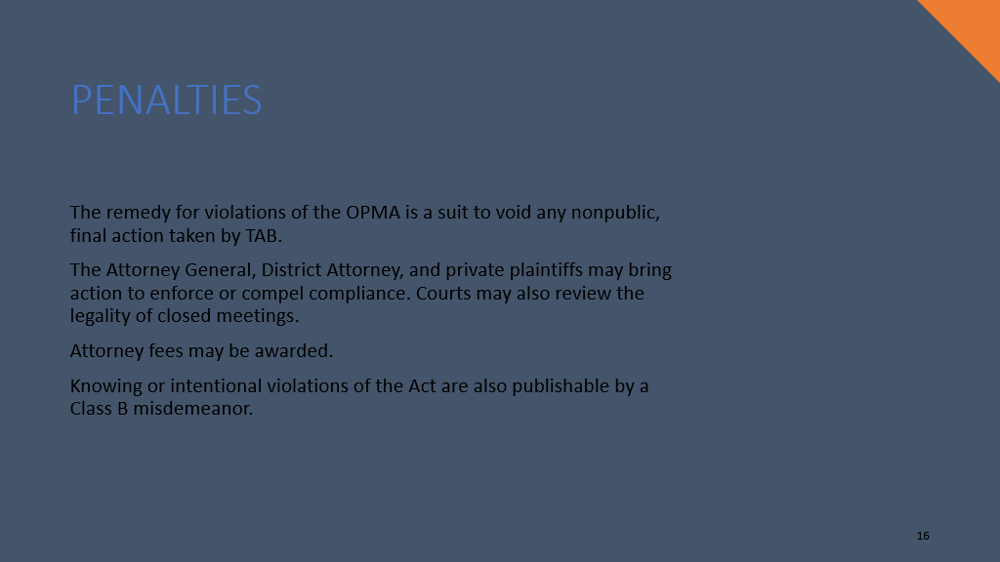 PENALTIES
The remedy for violations of the OPMA is a suit to void any nonpublic,
final action taken by TAB.
The Attorney General, District Attorney, and private plaintiffs may bring
action to enforce or compel compliance. Courts may also review the
legality of closed meetings.
Attorney fees may be awarded.
Knowing or intentional violations of the Act are also publishable by a
Class B misdemeanor.
16